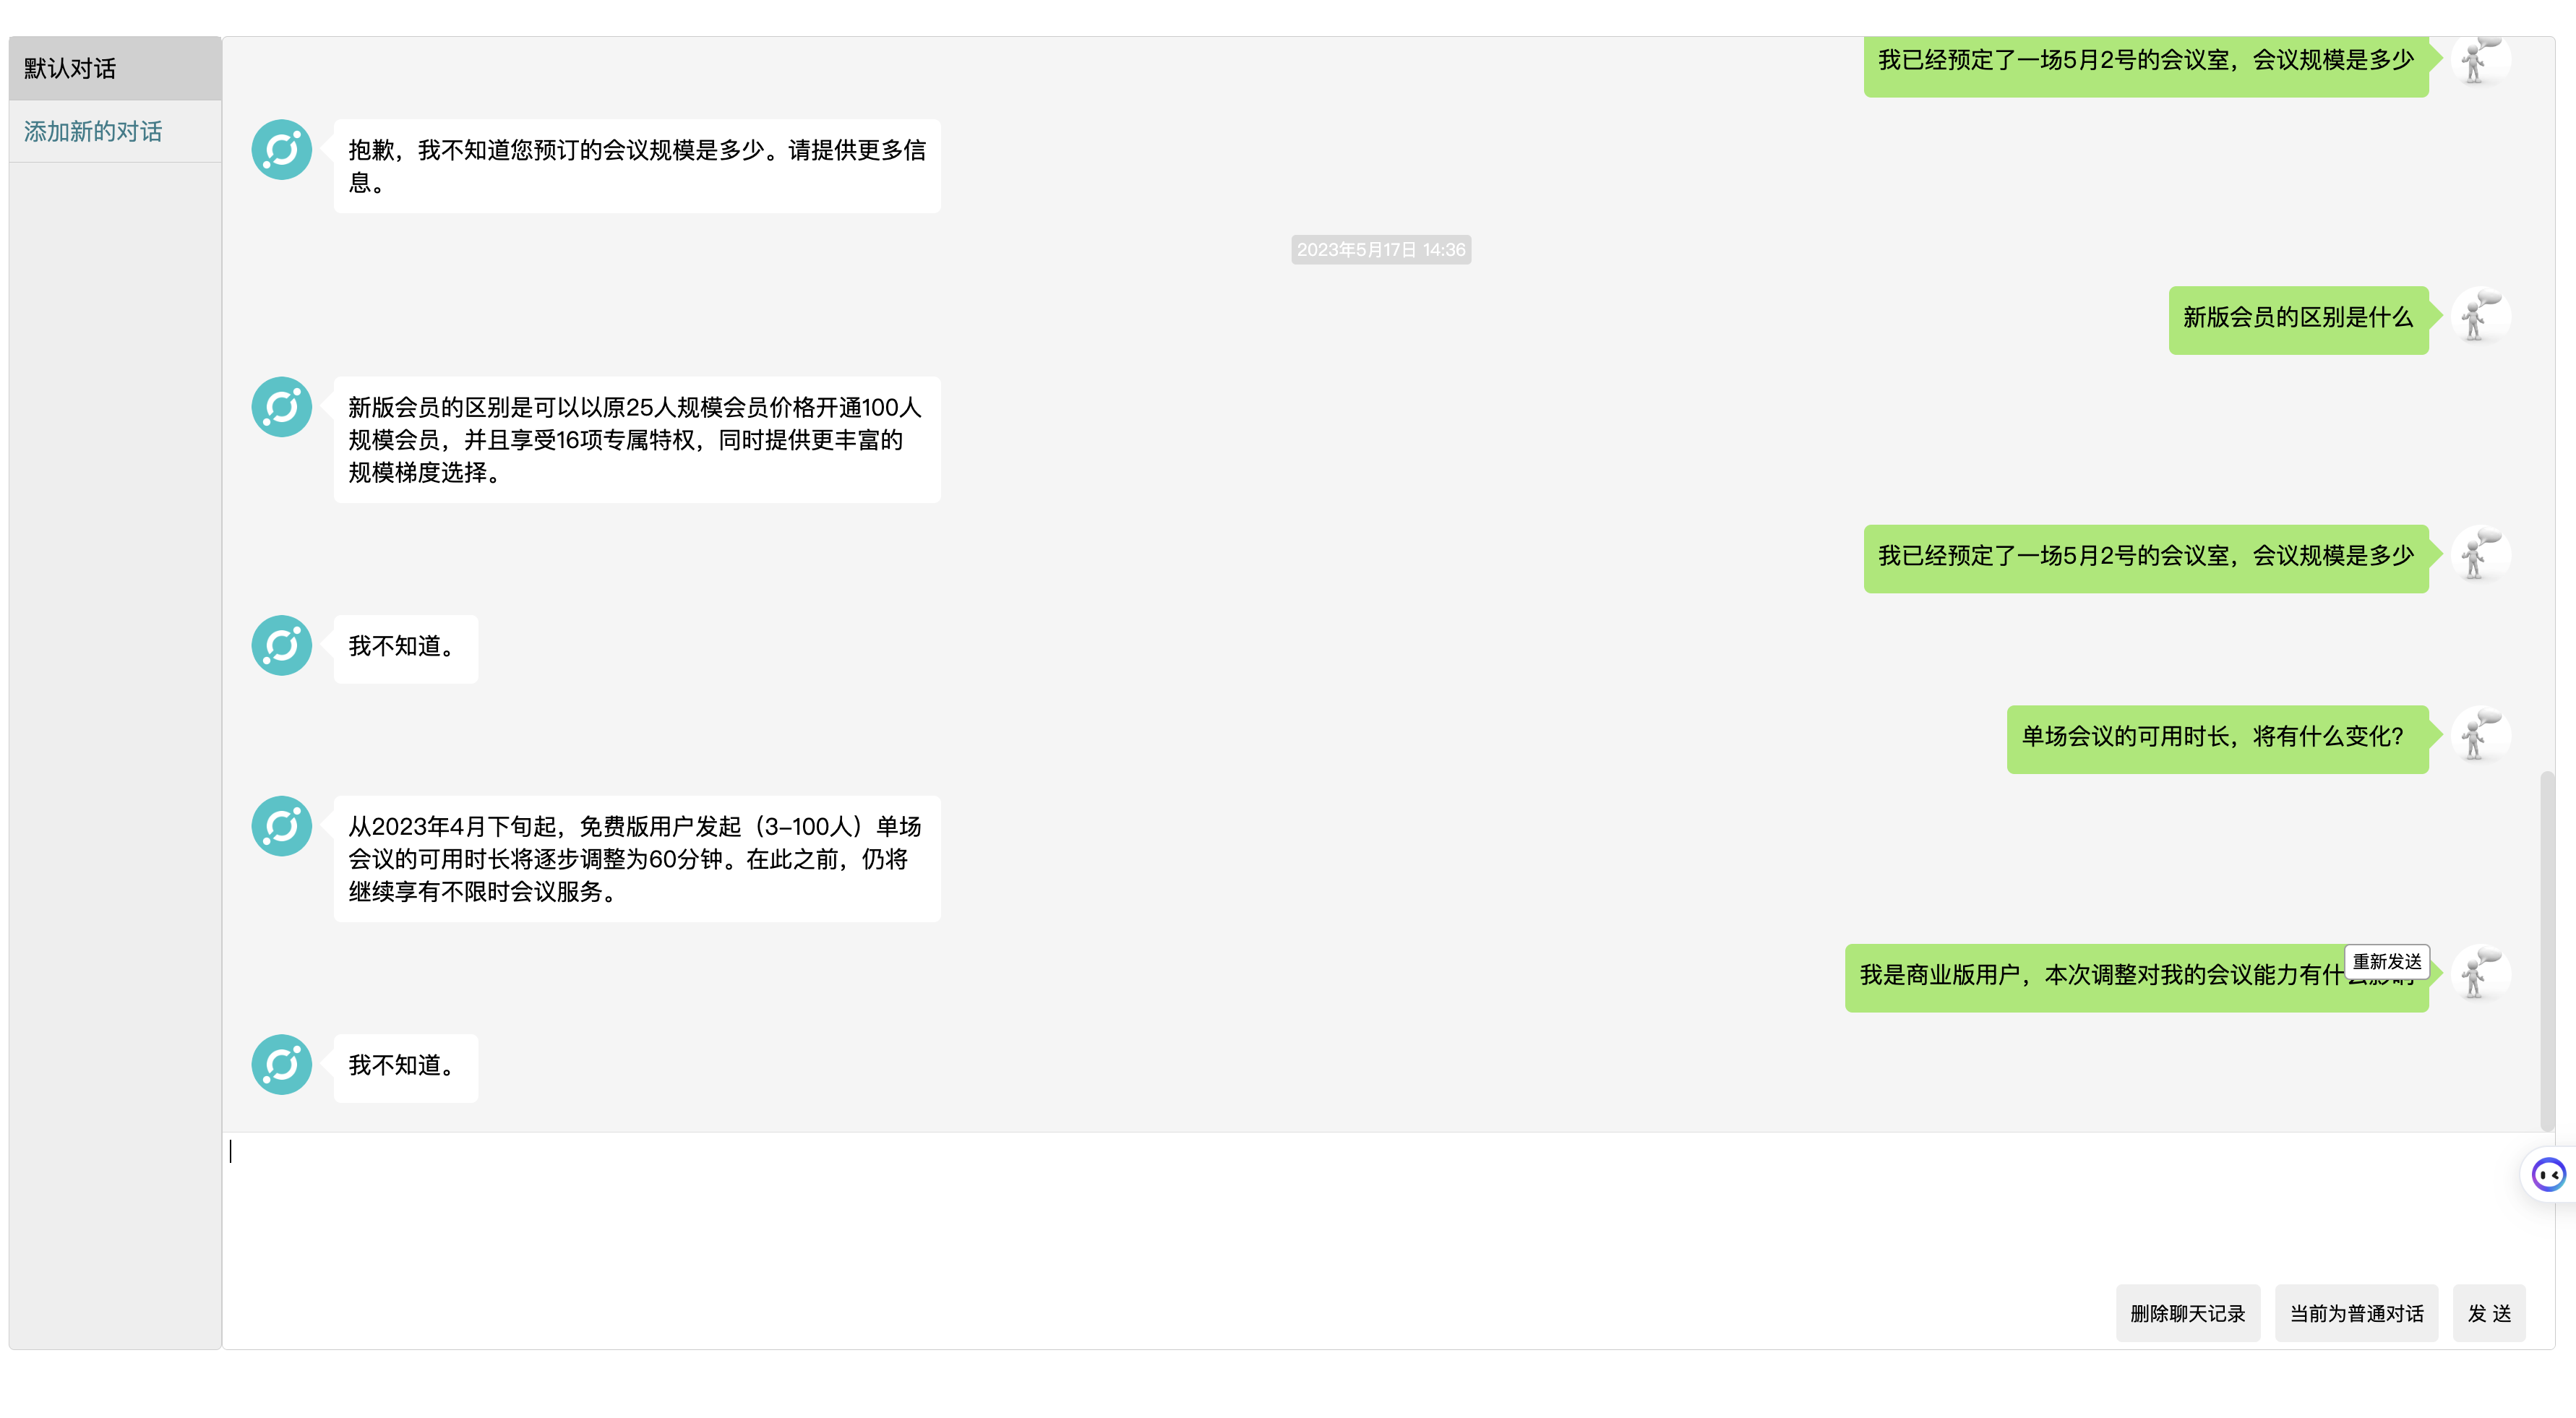 默认对话
添加新的对话
我已经预定了一场5月2号的会议室，会议规模是多少
抱歉，我不知道您预订的会议规模是多少。请提供更多信
息。
2023年5月17日 14:36
新版会员的区别是什么
新版会员的区别是可以以原25人规模会员价格开通100人
规模会员，并且享受16项专属特权，同时提供更丰富的
规模梯度选择。
我已经预定了一场5月2号的会议室，会议规模是多少
我不知道。
单场会议的可用时长，将有什么变化?
从2023年4月下旬起，免费版用户发起（3–100人）单场
会议的可用时长将逐步调整为60分钟。在此之前，仍将
继续享有不限时会议服务。
重新发送
我是商业版用户，本次调整对我的会议能力有什
我不知道。
删除聊天记录
当前为普通对话
发 送